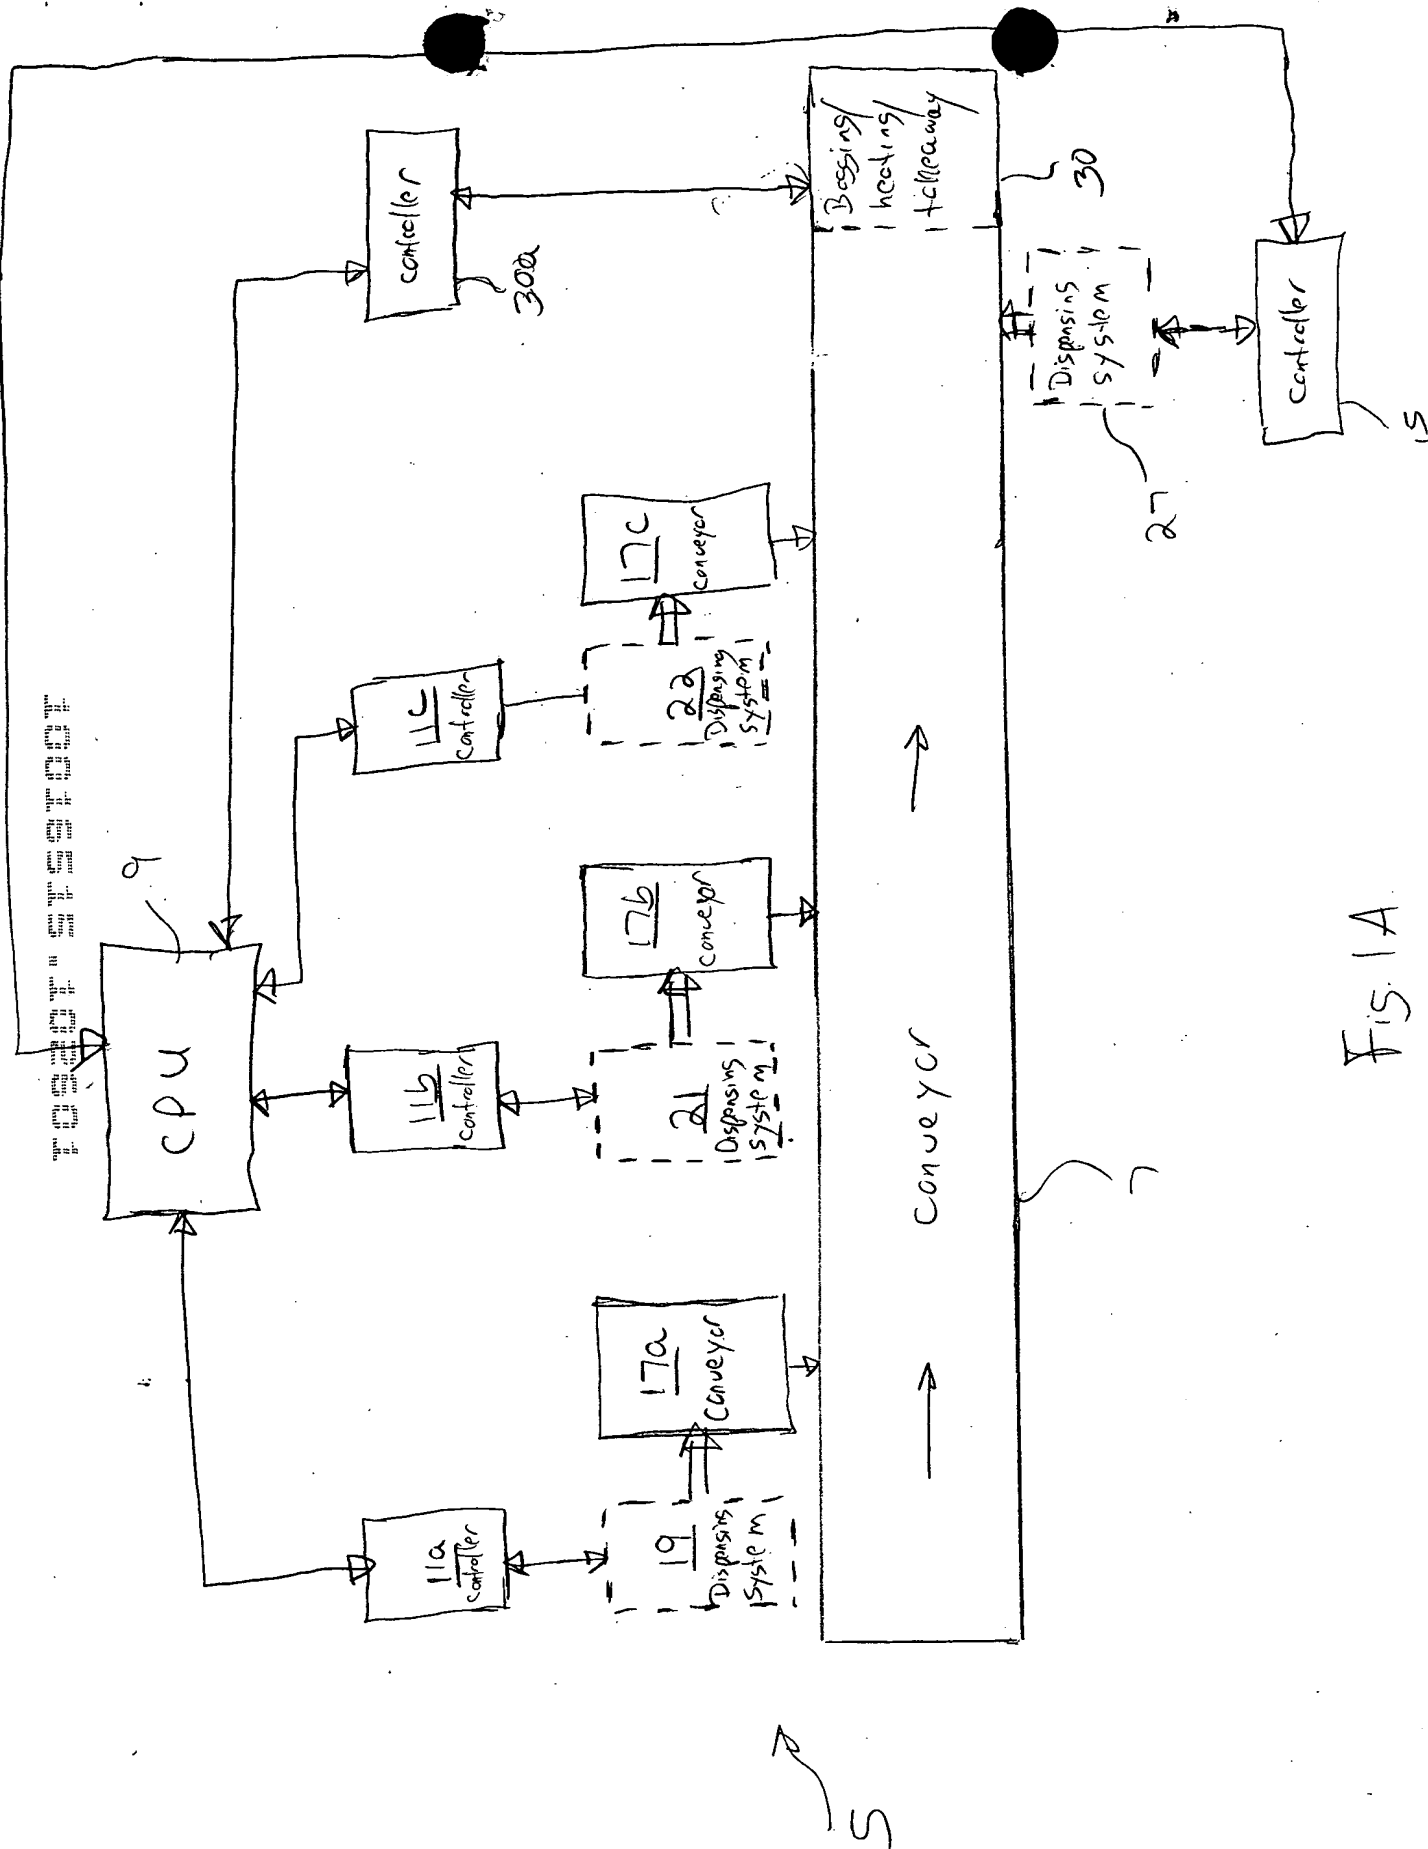 10016515.102601
9
CPU
controller
30a
11a
controller
11b
controller
11c
controller
19
Dispensing
system
17a
conveyor
21
Dispensing
system
17b
conveyor
22
Dispensing
system
17c
conveyor
Bagging/
heating/
takeaway
30
conveyor
7
Dispensing
system
27
controller
15
5
Fig. 1A